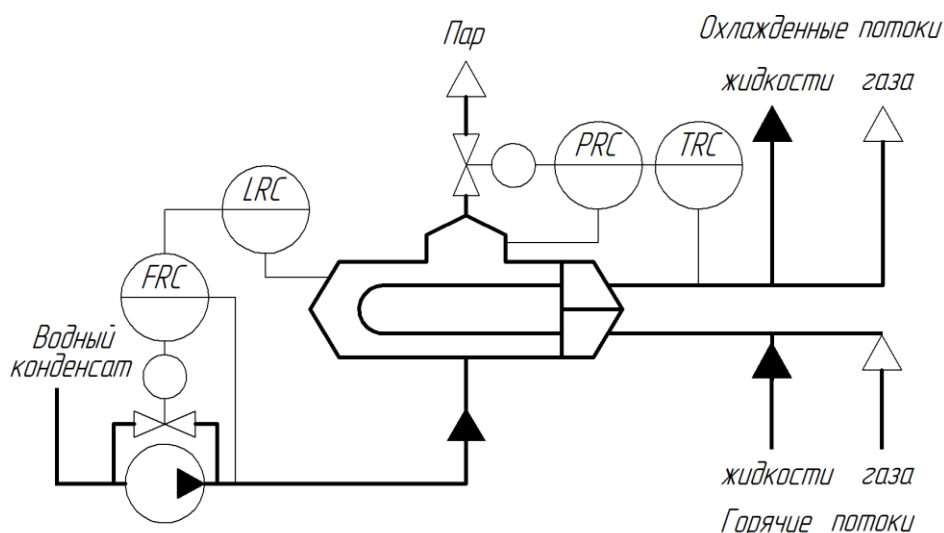 Пар
Охлажденные потоки
жидкости газа
PRC
TRC
LRC
FRC
Водный
конденсат
жидкости газа
Горячие потоки